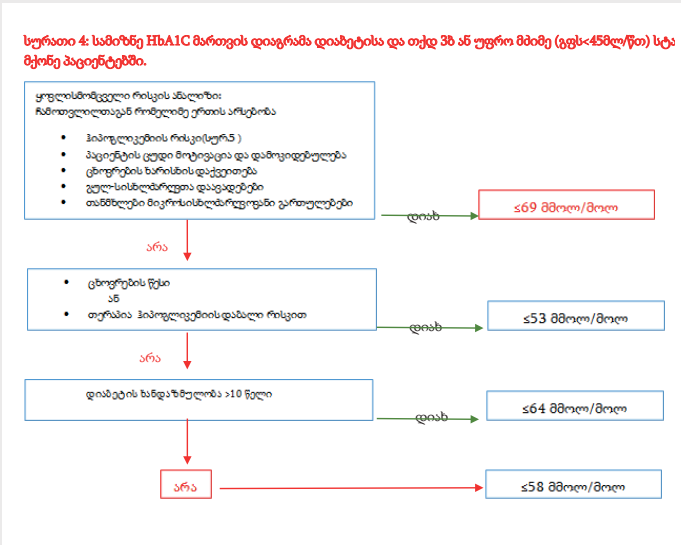 სურათი 4: სამიზნე HbA1C მართვის დიაგრამა დიაბეტისა და თქდ 3ბ ან უფრო მძიმე (გფს<45მლ/წთ) სტა
მქონე პაციენტებში.
ყოვლისმომცველი რისკის ანალიზი:
ჩამოთვლილთაგან რომელიმე ერთის არსებობა
• ჰიპოგლიკემიის რისკი(სურ.5 )
• პაციენტის ცუდი მოტივაცია და დამოკიდებულება
• ცხოვრების ხარისხის დაქვეითება
• გულ-სისხლძარღვთა დაავადებები
• თანმხლები მიკროსისხლძარღვოვანი გართულებები
დიახ
≤69 მმოლ/მოლ
არა
• ცხოვრების წესი
ან
• თერაპია ჰიპოგლიკემიის დაბალი რისკით
დიახ
≤53 მმოლ/მოლ
არა
დიაბეტის ხანდაზმულობა >10 წელი
დიახ
≤64 მმოლ/მოლ
არა
≤58 მმოლ/მოლ